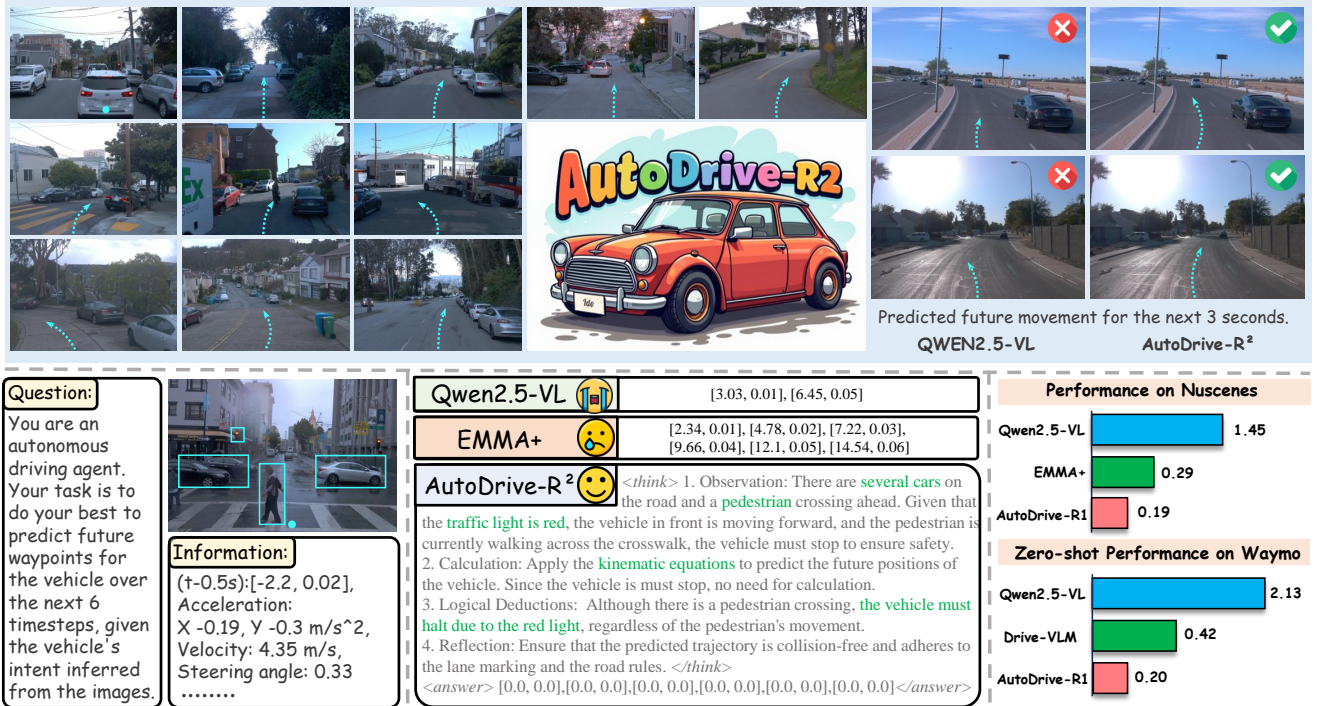 Ex
AutoDrive-R2
Ido
Predicted future movement for the next 3 seconds.
QWEN2.5-VL
AutoDrive-R²
Question:
You are an
autonomous
driving agent.
Your task is to
do your best to
predict future
waypoints for
the vehicle over
the next 6
timesteps, given
the vehicle's
intent inferred
from the images.
Information:
(t-0.5s):[-2.2, 0.02],
Acceleration:
X -0.19, Y -0.3 m/s^2,
Velocity: 4.35 m/s,
Steering angle: 0.33
........
Qwen2.5-VL
[3.03, 0.01], [6.45, 0.05]
EMMA+
[2.34, 0.01], [4.78, 0.02], [7.22, 0.03],
[9.66, 0.04], [12.1, 0.05], [14.54, 0.06]
AutoDrive-R²
<think> 1. Observation: There are several cars on
the road and a pedestrian crossing ahead. Given that
the traffic light is red, the vehicle in front is moving forward, and the pedestrian is
currently walking across the crosswalk, the vehicle must stop to ensure safety.
2. Calculation: Apply the kinematic equations to predict the future positions of
the vehicle. Since the vehicle is must stop, no need for calculation.
3. Logical Deductions: Although there is a pedestrian crossing, the vehicle must
halt due to the red light, regardless of the pedestrian's movement.
4. Reflection: Ensure that the predicted trajectory is collision-free and adheres to
the lane marking and the road rules. </think>
<answer> [0.0, 0.0],[0.0, 0.0],[0.0, 0.0],[0.0, 0.0],[0.0, 0.0],[0.0, 0.0]</answer>
Performance on Nuscenes
Qwen2.5-VL 1.45
EMMA+ 0.29
AutoDrive-R1 0.19
Zero-shot Performance on Waymo
Qwen2.5-VL 2.13
Drive-VLM 0.42
AutoDrive-R1 0.20